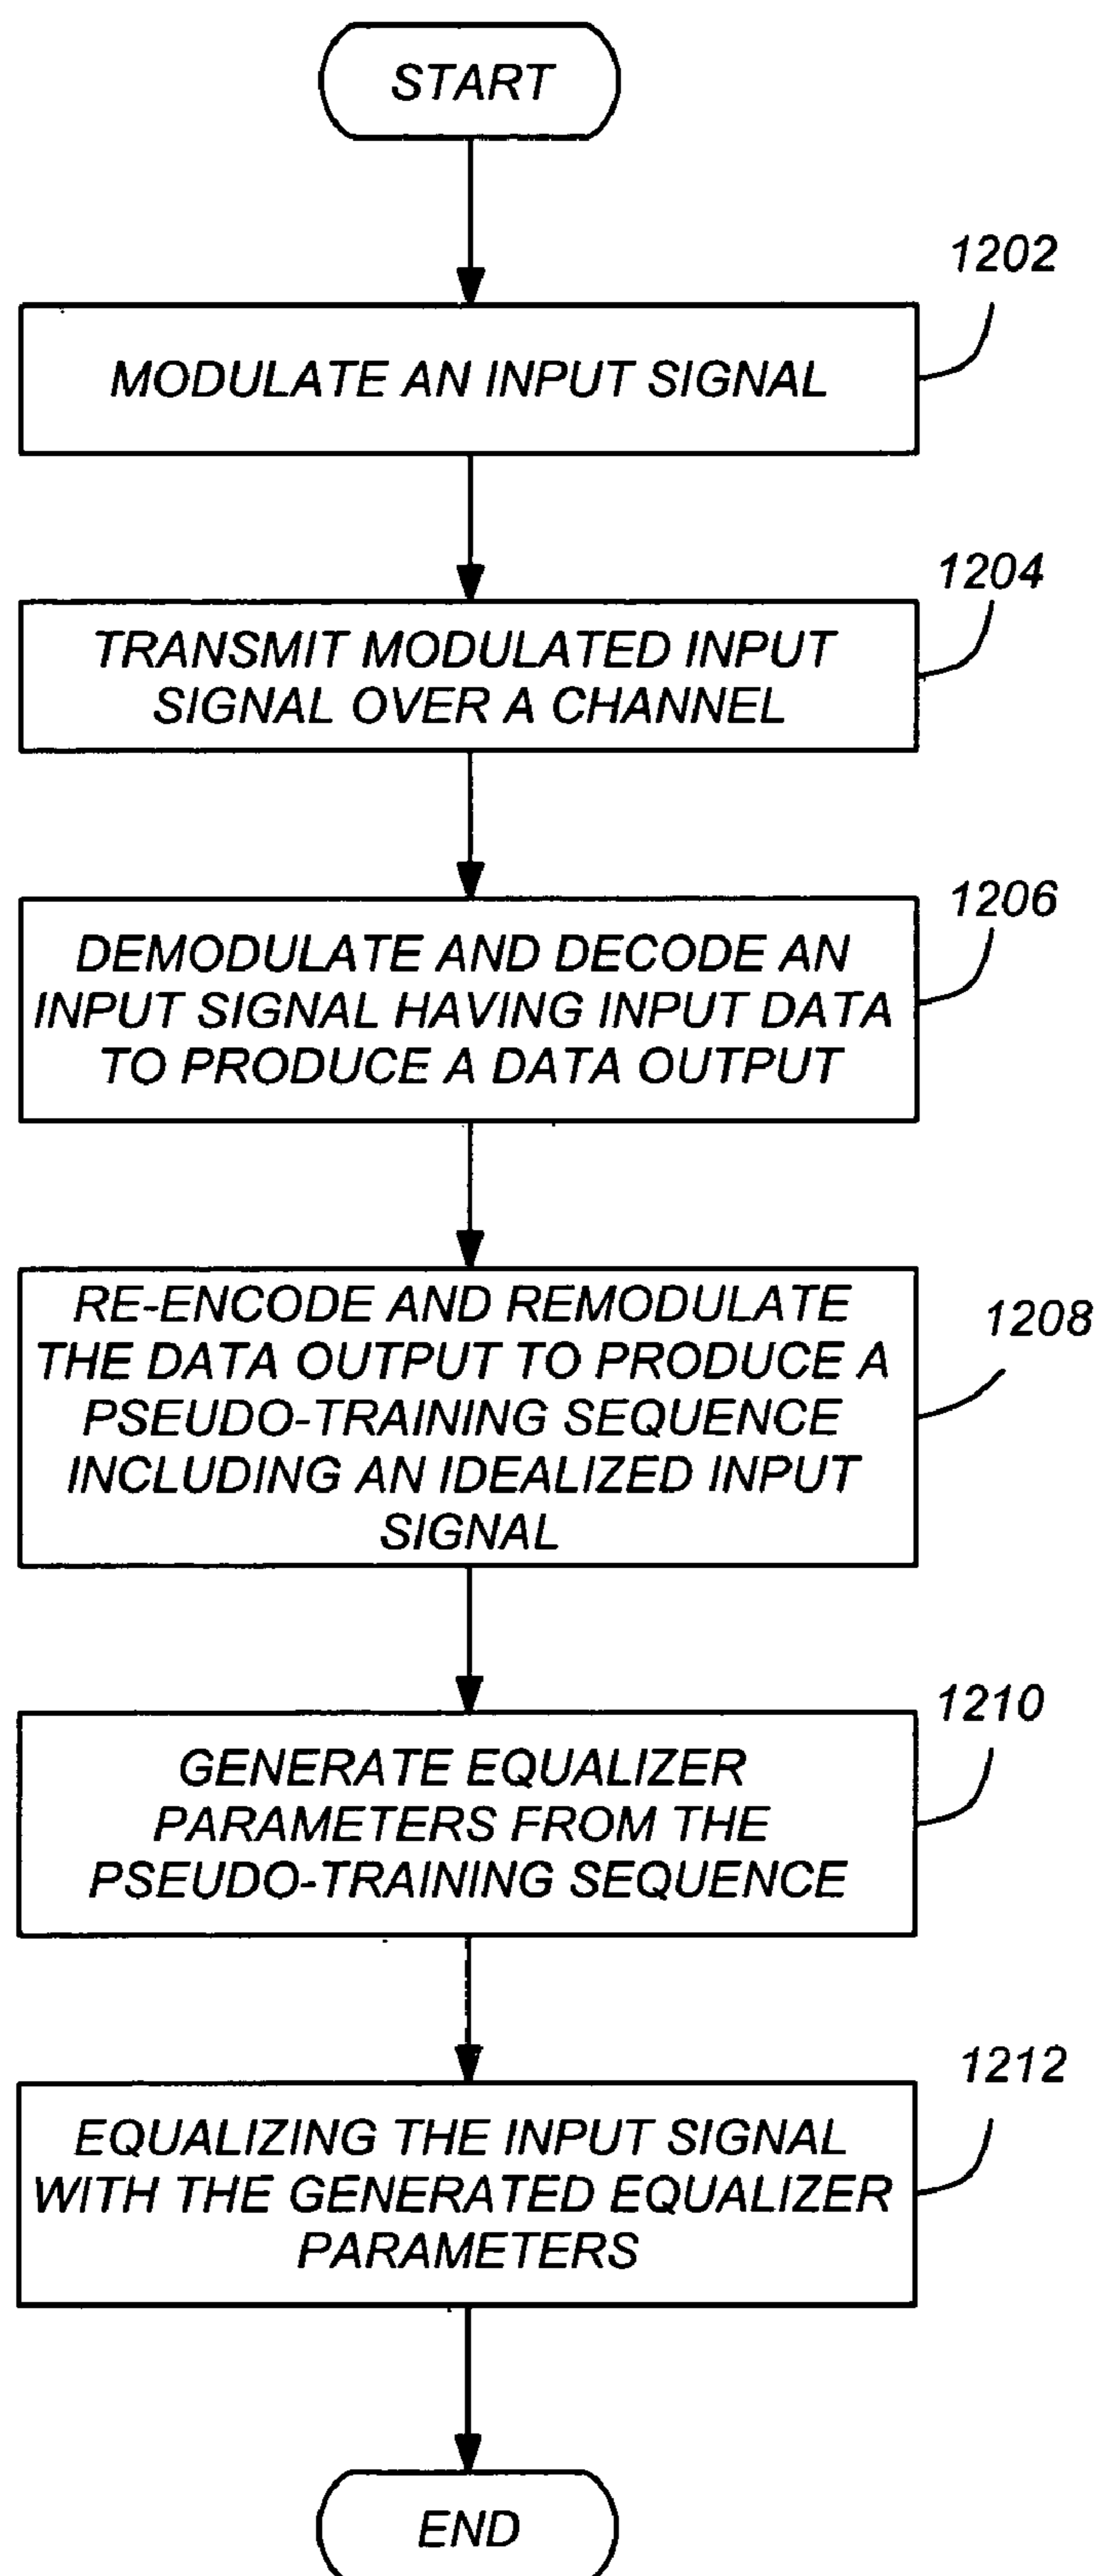 START
1202
MODULATE AN INPUT SIGNAL
1204
TRANSMIT MODULATED INPUT
SIGNAL OVER A CHANNEL
1206
DEMODULATE AND DECODE AN
INPUT SIGNAL HAVING INPUT DATA
TO PRODUCE A DATA OUTPUT
1208
RE-ENCODE AND REMODULATE
THE DATA OUTPUT TO PRODUCE A
PSEUDO-TRAINING SEQUENCE
INCLUDING AN IDEALIZED INPUT
SIGNAL
1210
GENERATE EQUALIZER
PARAMETERS FROM THE
PSEUDO-TRAINING SEQUENCE
1212
EQUALIZING THE INPUT SIGNAL
WITH THE GENERATED EQUALIZER
PARAMETERS
END